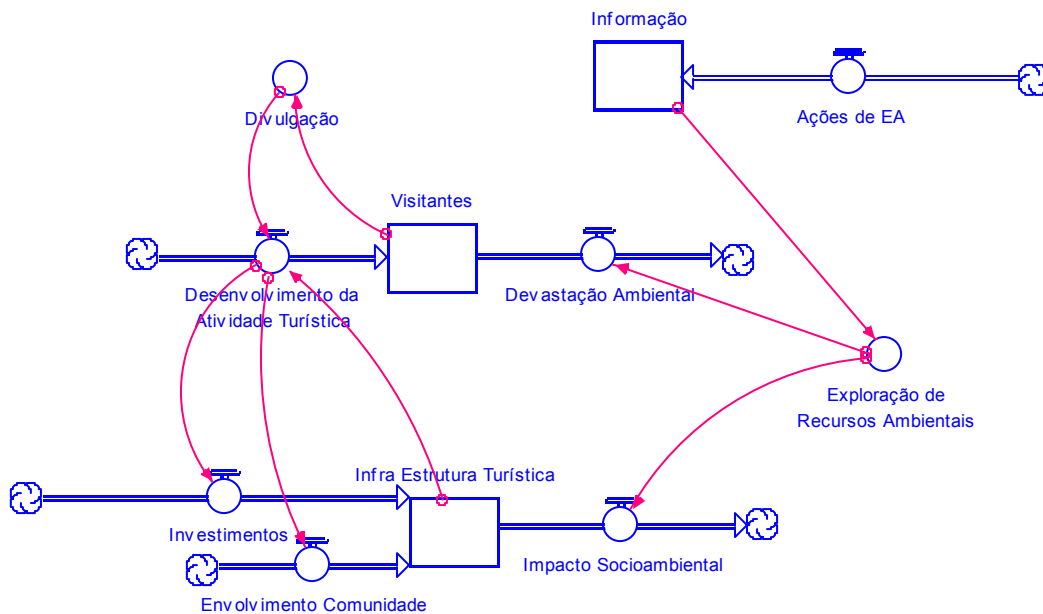 Informação
Ações de EA
Divulgação
Visitantes
Desenvolvimento da
Atividade Turística
Devastação Ambiental
Exploração de
Recursos Ambientais
Infra Estrutura Turística
Investimentos
Impacto Socioambiental
Envolvimento Comunidade